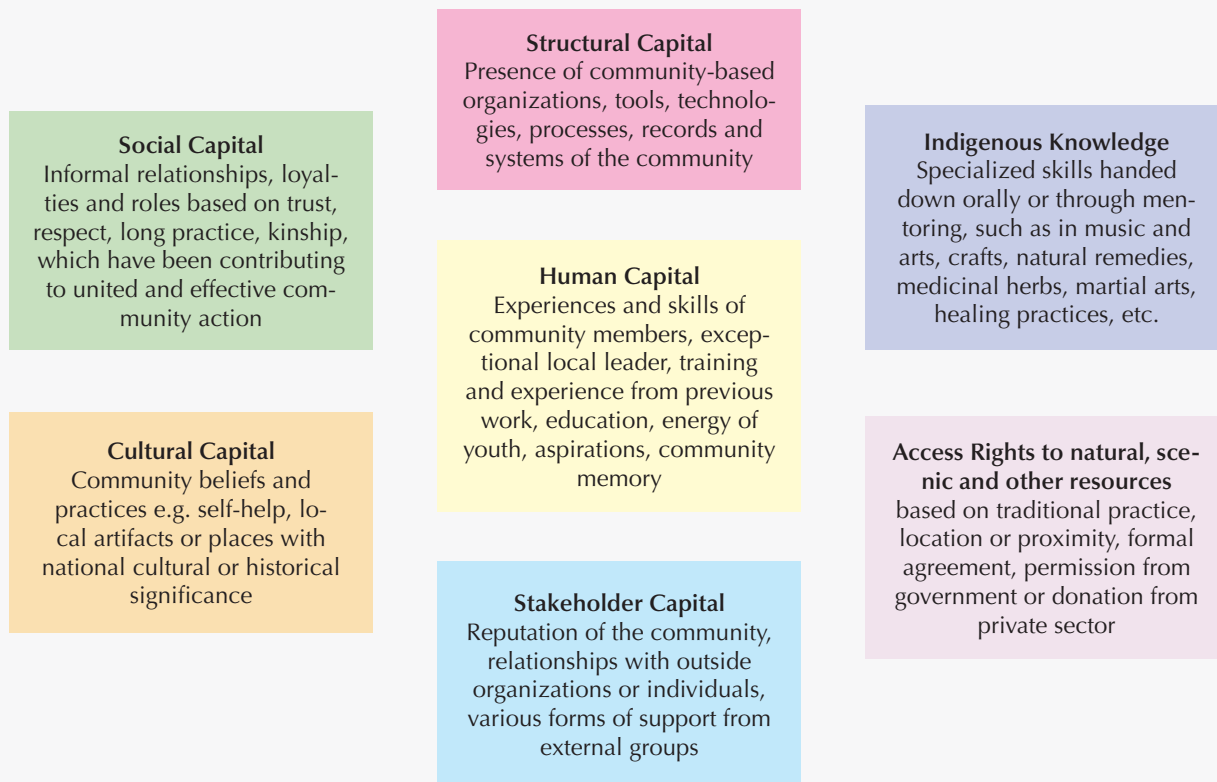 Structural Capital
Presence of community-based
organizations, tools, technolo-
gies, processes, records and
systems of the community
Social Capital
Informal relationships, loyal-
ties and roles based on trust,
respect, long practice, kinship,
which have been contributing
to united and effective com-
munity action
Indigenous Knowledge
Specialized skills handed
down orally or through men-
toring, such as in music and
arts, crafts, natural remedies,
medicinal herbs, martial arts,
healing practices, etc.
Human Capital
Experiences and skills of
community members, excep-
tional local leader, training
and experience from previous
work, education, energy of
youth, aspirations, community
memory
Cultural Capital
Community beliefs and
practices e.g. self-help, lo-
cal artifacts or places with
national cultural or historical
significance
Access Rights to natural, sce-
nic and other resources
based on traditional practice,
location or proximity, formal
agreement, permission from
government or donation from
private sector
Stakeholder Capital
Reputation of the community,
relationships with outside
organizations or individuals,
various forms of support from
external groups